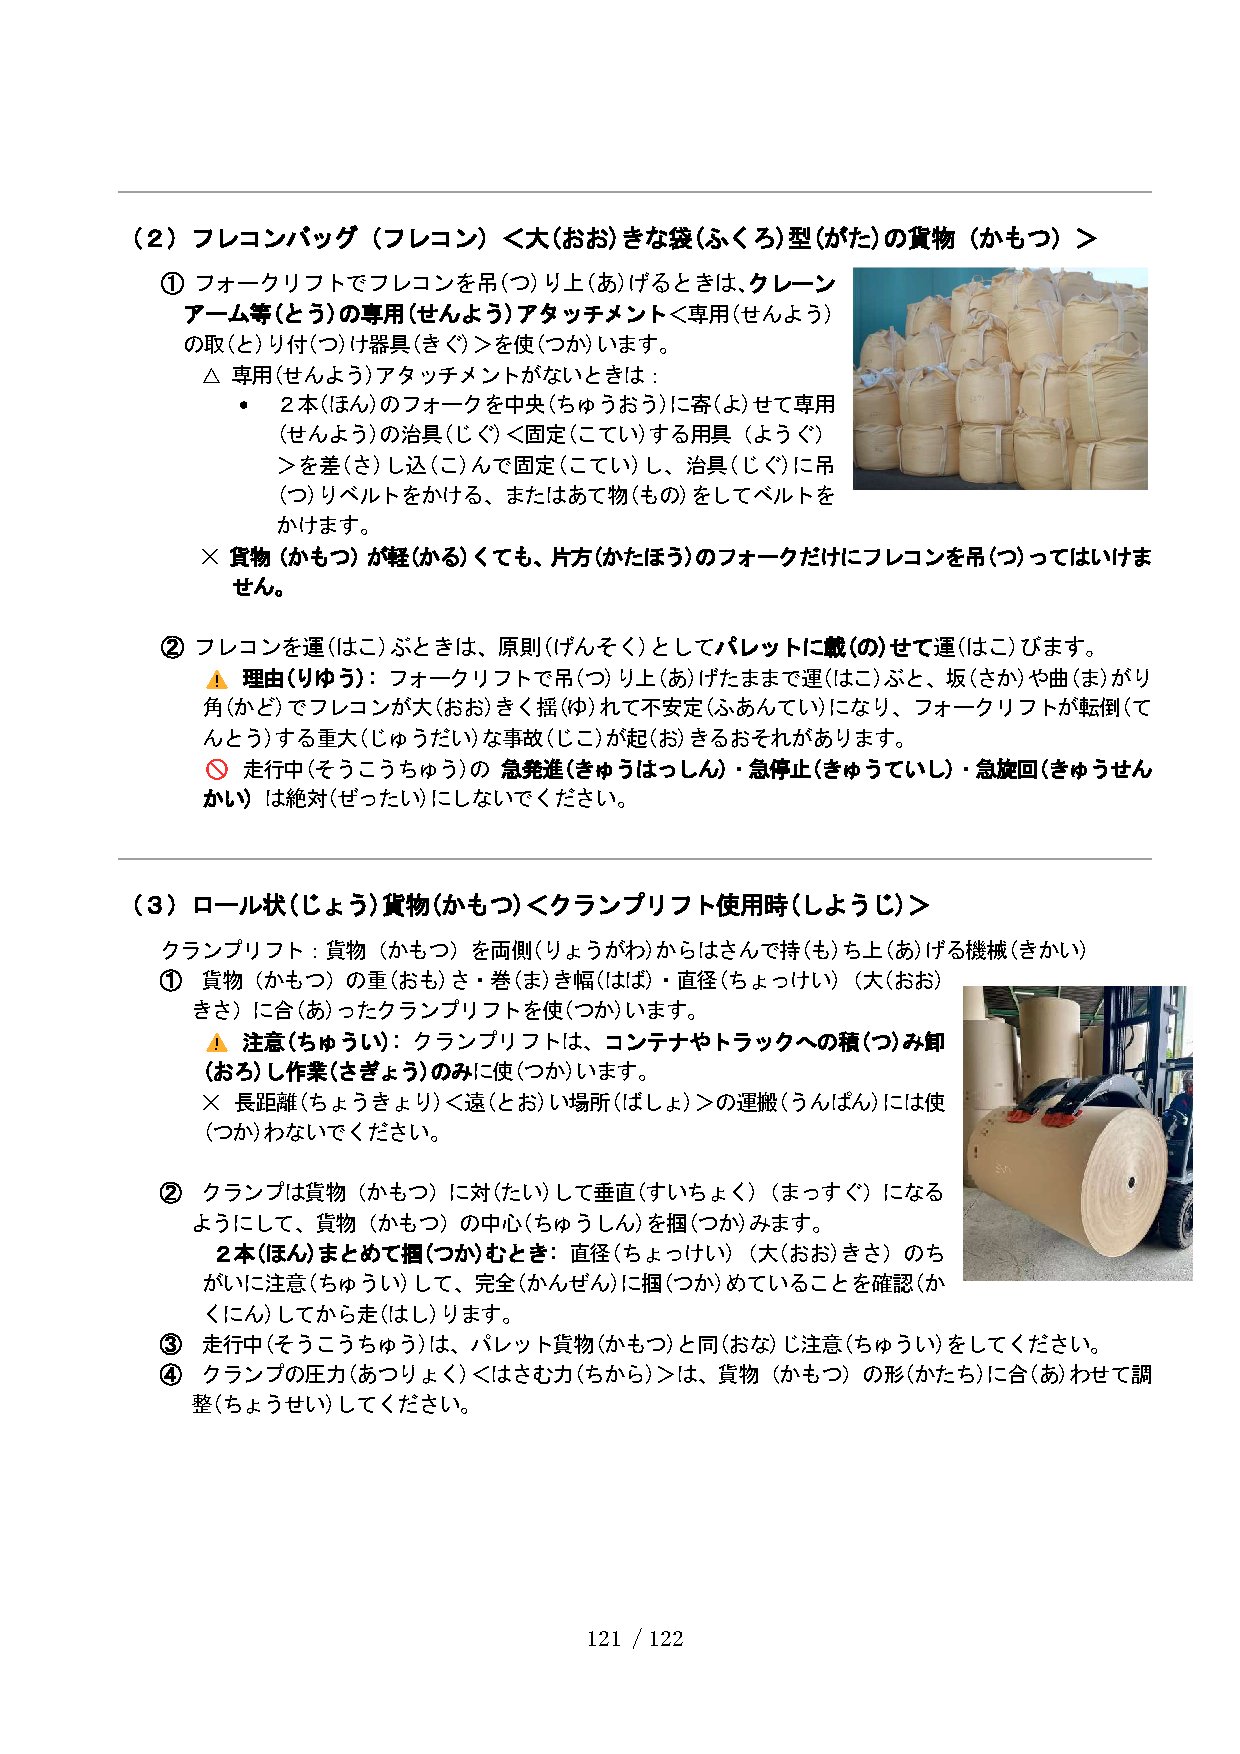 （２）フレコンバッグ（フレコン）＜大(おお)きな袋(ふくろ)型(がた)の貨物（かもつ）＞
① フォークリフトでフレコンを吊(つ)り上(あ)げるときは、クレーン
アーム等(とう)の専用(せんよう)アタッチメント＜専用(せんよう)
の取(と)り付(つ)け器具(きぐ)＞を使(つか)います。
△ 専用(せんよう)アタッチメントがないときは：
● ２本(ほん)のフォークを中央(ちゅうおう)に寄(よ)せて専用
(せんよう)の治具(じぐ)＜固定(こてい)する用具（ようぐ）
＞を差(さ)し込(こ)んで固定(こてい)し、治具(じぐ)に吊
(つ)りベルトをかける、またはあて物(もの)をしてベルトを
かけます。
× 貨物（かもつ）が軽(かる)くても、片方(かたほう)のフォークだけにフレコンを吊(つ)ってはいけま
せん。
② フレコンを運(はこ)ぶときは、原則(げんそく)としてパレットに載(の)せて運(はこ)びます。
⚠ 理由(りゆう)：フォークリフトで吊(つ)り上(あ)げたままで運(はこ)ぶと、坂(さか)や曲(ま)がり
角(かど)でフレコンが大(おお)きく揺(ゆ)れて不安定(ふあんてい)になり、フォークリフトが転倒(て
んとう)する重大(じゅうだい)な事故(じこ)が起(お)きるおそれがあります。
🚫 走行中(そうこうちゅう)の 急発進(きゅうはっしん)・急停止(きゅうていし)・急旋回(きゅうせん
かい) は絶対(ぜったい)にしないでください。
（３）ロール状(じょう)貨物(かもつ)＜クランプリフト使用時(しようじ)＞
クランプリフト：貨物（かもつ）を両側(りょうがわ)からはさんで持(も)ち上(あ)げる機械(きかい)
① 貨物（かもつ）の重(おも)さ・巻(ま)き幅(はば)・直径(ちょっけい)（大(おお)
きさ）に合(あ)ったクランプリフトを使(つか)います。
⚠ 注意(ちゅうい)：クランプリフトは、コンテナやトラックへの積(つ)み卸
(おろ)し作業(さぎょう)のみに使(つか)います。
× 長距離(ちょうきょり)＜遠(とお)い場所(ばしょ)＞の運搬(うんぱん)には使
(つか)わないでください。
② クランプは貨物（かもつ）に対(たい)して垂直(すいちょく)（まっすぐ）になる
ようにして、貨物（かもつ）の中心(ちゅうしん)を掴(つか)みます。
２本(ほん)まとめて掴(つか)むとき：直径(ちょっけい)（大(おお)きさ）のち
がいに注意(ちゅうい)して、完全(かんぜん)に掴(つか)めていることを確認(か
くにん)してから走(はし)ります。
③ 走行中(そうこうちゅう)は、パレット貨物(かもつ)と同(おな)じ注意(ちゅうい)をしてください。
④ クランプの圧力(あつりょく)＜はさむ力(ちから)＞は、貨物（かもつ）の形(かたち)に合(あ)わせて調
整(ちょうせい)してください。
121 / 122